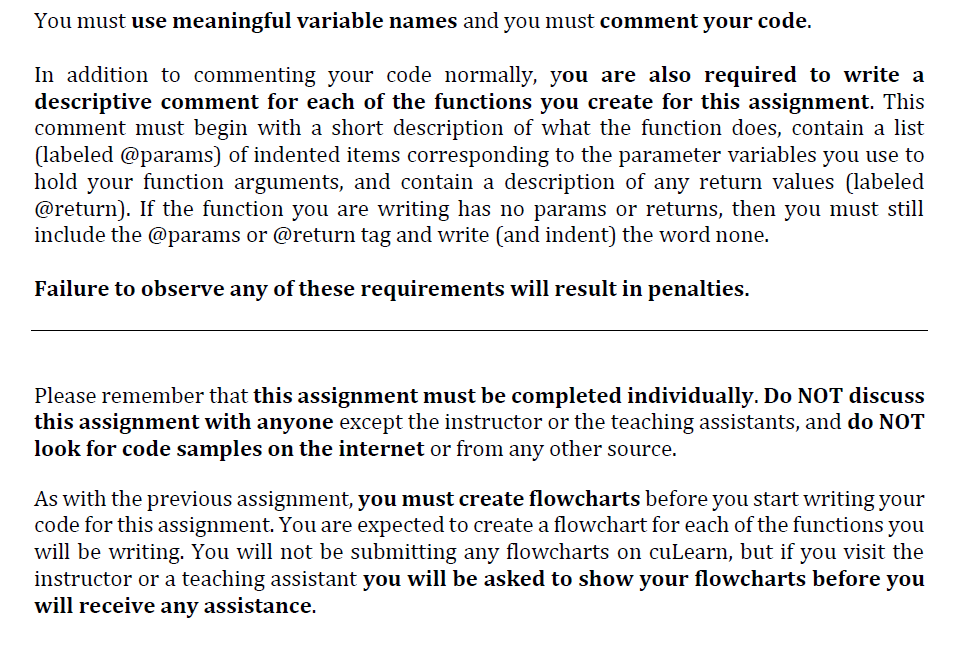 You must use meaningful variable names and you must comment your code.
In addition to commenting your code normally, you are also required to write a
descriptive comment for each of the functions you create for this assignment. This
comment must begin with a short description of what the function does, contain a list
(labeled @params) of indented items corresponding to the parameter variables you use to
hold your function arguments, and contain a description of any return values (labeled
@return). If the function you are writing has no params or returns, then you must still
include the @params or @return tag and write (and indent) the word none.
Failure to observe any of these requirements will result in penalties.
Please remember that this assignment must be completed individually. Do NOT discuss
this assignment with anyone except the instructor or the teaching assistants, and do NOT
look for code samples on the internet or from any other source.
As with the previous assignment, you must create flowcharts before you start writing your
code for this assignment. You are expected to create a flowchart for each of the functions you
will be writing. You will not be submitting any flowcharts on cuLearn, but if you visit the
instructor or a teaching assistant you will be asked to show your flowcharts before you
will receive any assistance.